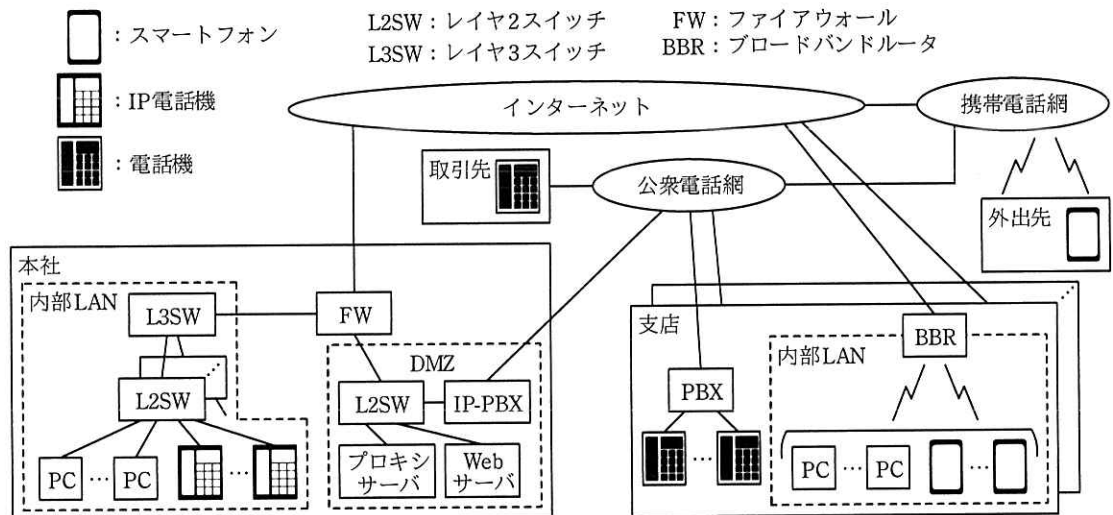 ：スマートフォン
：IP電話機
：電話機
L2SW：レイヤ2スイッチ
L3SW：レイヤ3スイッチ
FW：ファイアウォール
BBR：ブロードバンドルータ
インターネット
携帯電話網
取引先
公衆電話網
外出先
本社
内部LAN
L3SW
FW
L2SW
PC … PC
…
DMZ
L2SW
IP-PBX
プロキシ
サーバ
Web
サーバ
支店
PBX
…
BBR
内部LAN
PC … PC
…